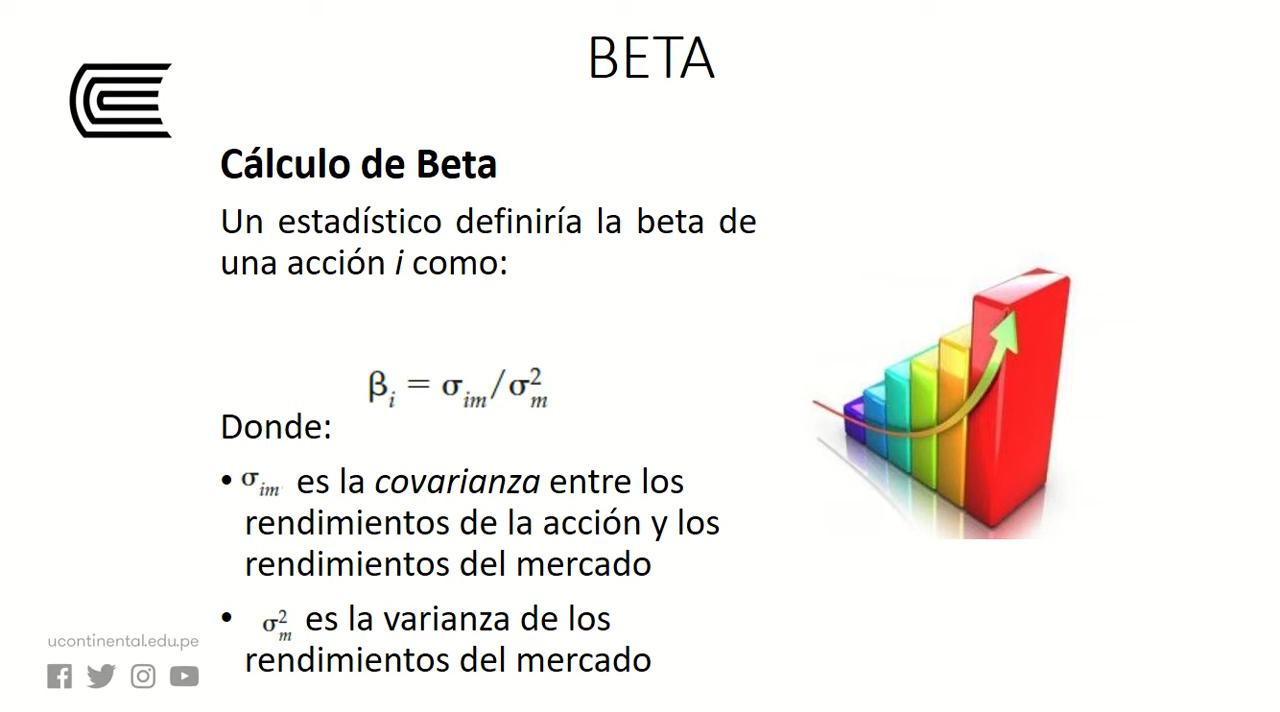 BETA
Cálculo de Beta
Un estadístico definiría la beta de
una acción i como:
βᵢ = σᵢₘ/σ²ₘ
Donde:
• σᵢₘ es la covarianza entre los
rendimientos de la acción y los
rendimientos del mercado
• σ²ₘ es la varianza de los
rendimientos del mercado
ucontinental.edu.pe